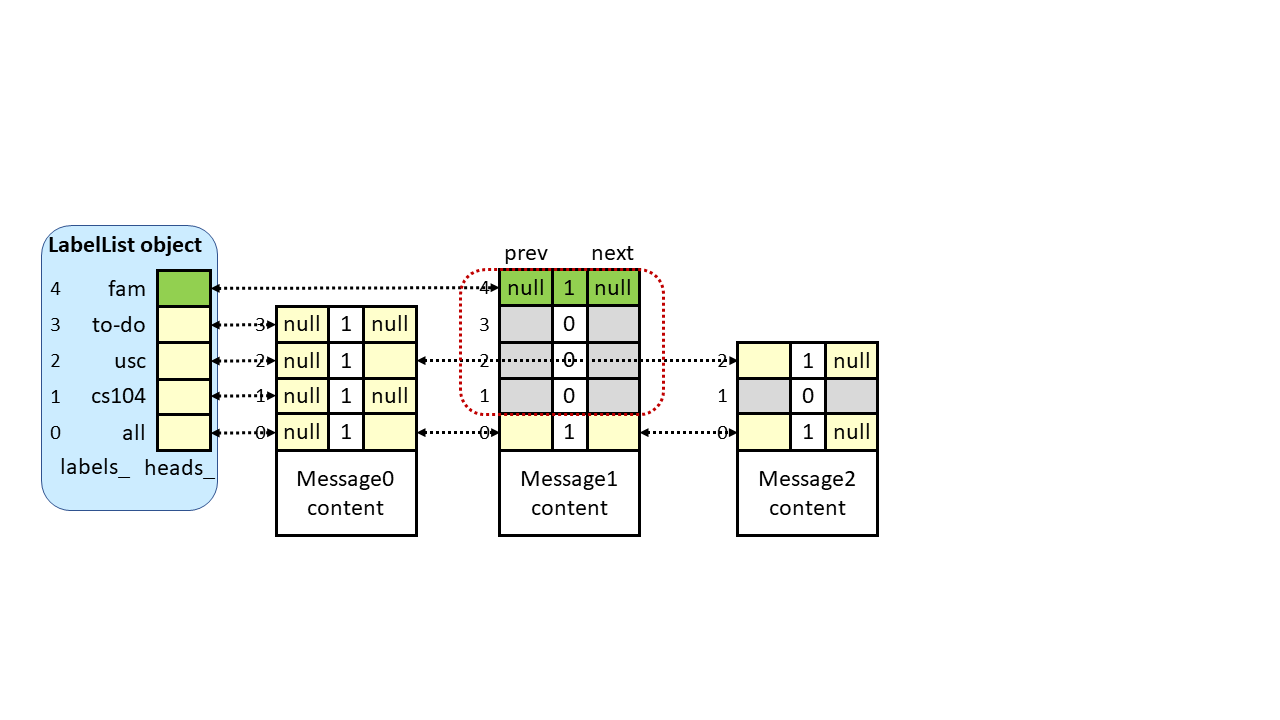 LabelList object
prev next
4 fam 4 null 1 null
3 to-do 3 null 1 null 3 0
2 usc 2 null 1 2 0 2 1 null
1 cs104 1 null 1 null 1 0 1 0
0 all 0 null 1 0 1 0 1 null
labels_ heads_
Message0
content
Message1
content
Message2
content